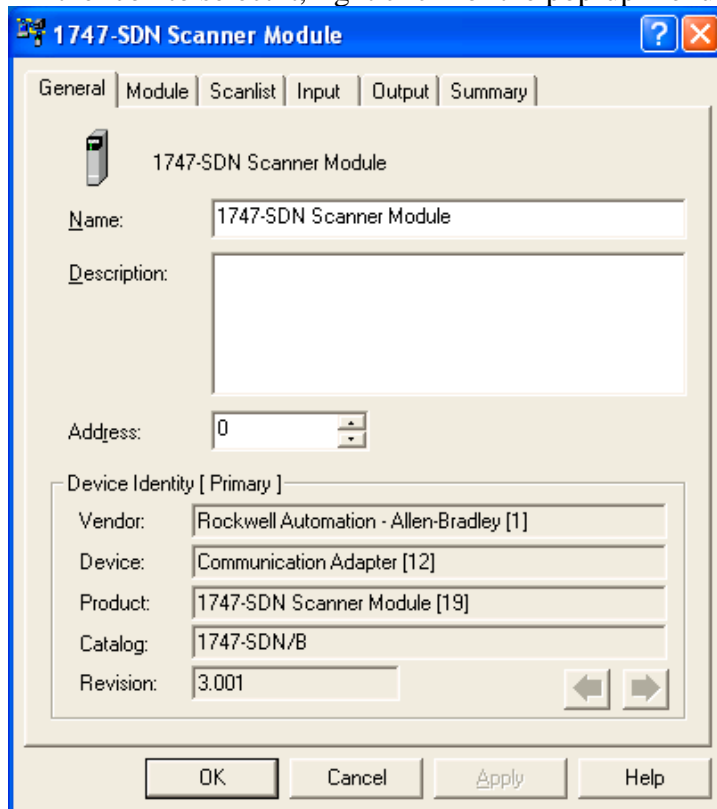 1747-SDN Scanner Module
General Module Scanlist Input Output Summary
1747-SDN Scanner Module
Name: 1747-SDN Scanner Module
Description:
Address: 0
Device Identity [ Primary ]
Vendor: Rockwell Automation - Allen-Bradley [1]
Device: Communication Adapter [12]
Product: 1747-SDN Scanner Module [19]
Catalog: 1747-SDN/B
Revision: 3.001
OK Cancel Apply Help